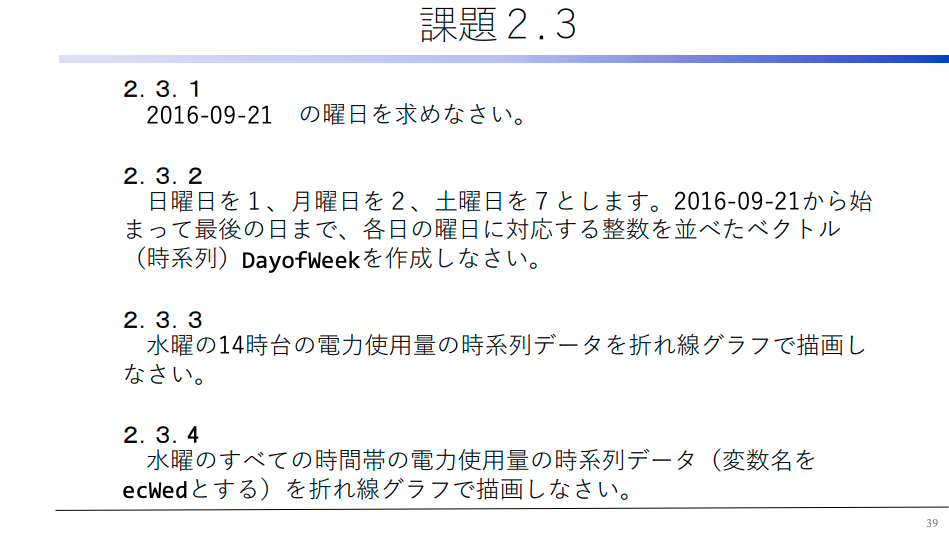 課題２.３
２．３．１
2016-09-21　の曜日を求めなさい。
２．３．２
日曜日を１、月曜日を２、土曜日を７とします。2016-09-21から始
まって最後の日まで、各日の曜日に対応する整数を並べたベクトル
（時系列）DayofWeekを作成しなさい。
２．３．３
水曜の14時台の電力使用量の時系列データを折れ線グラフで描画し
なさい。
２．３．４
水曜のすべての時間帯の電力使用量の時系列データ（変数名を
ecWedとする）を折れ線グラフで描画しなさい。
39